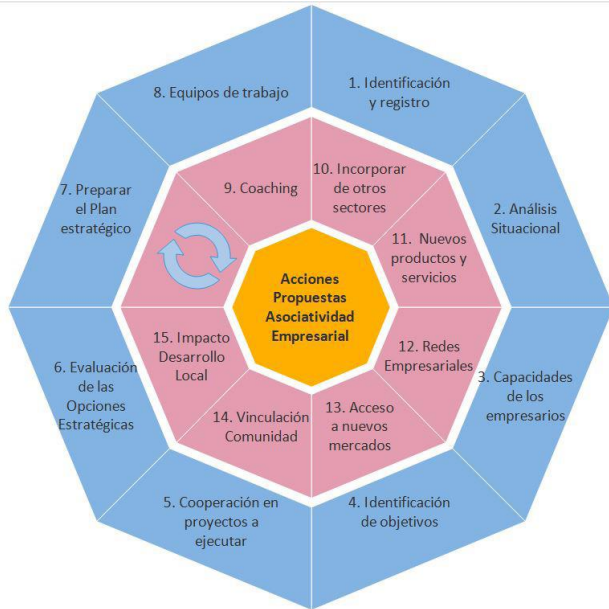 1. Identificación
y registro
2. Análisis
Situacional
3. Capacidades
de los
empresarios
4. Identificación
de objetivos
5. Cooperación en
proyectos a
ejecutar
6. Evaluación
de las
Opciones
Estratégicas
7. Preparar
el Plan
estratégico
8. Equipos de trabajo
9. Coaching
10. Incorporar
de otros
sectores
11. Nuevos
productos y
servicios
12. Redes
Empresariales
13. Acceso
a nuevos
mercados
14. Vinculación
Comunidad
15. Impacto
Desarrollo
Local
Acciones
Propuestas
Asociatividad
Empresarial